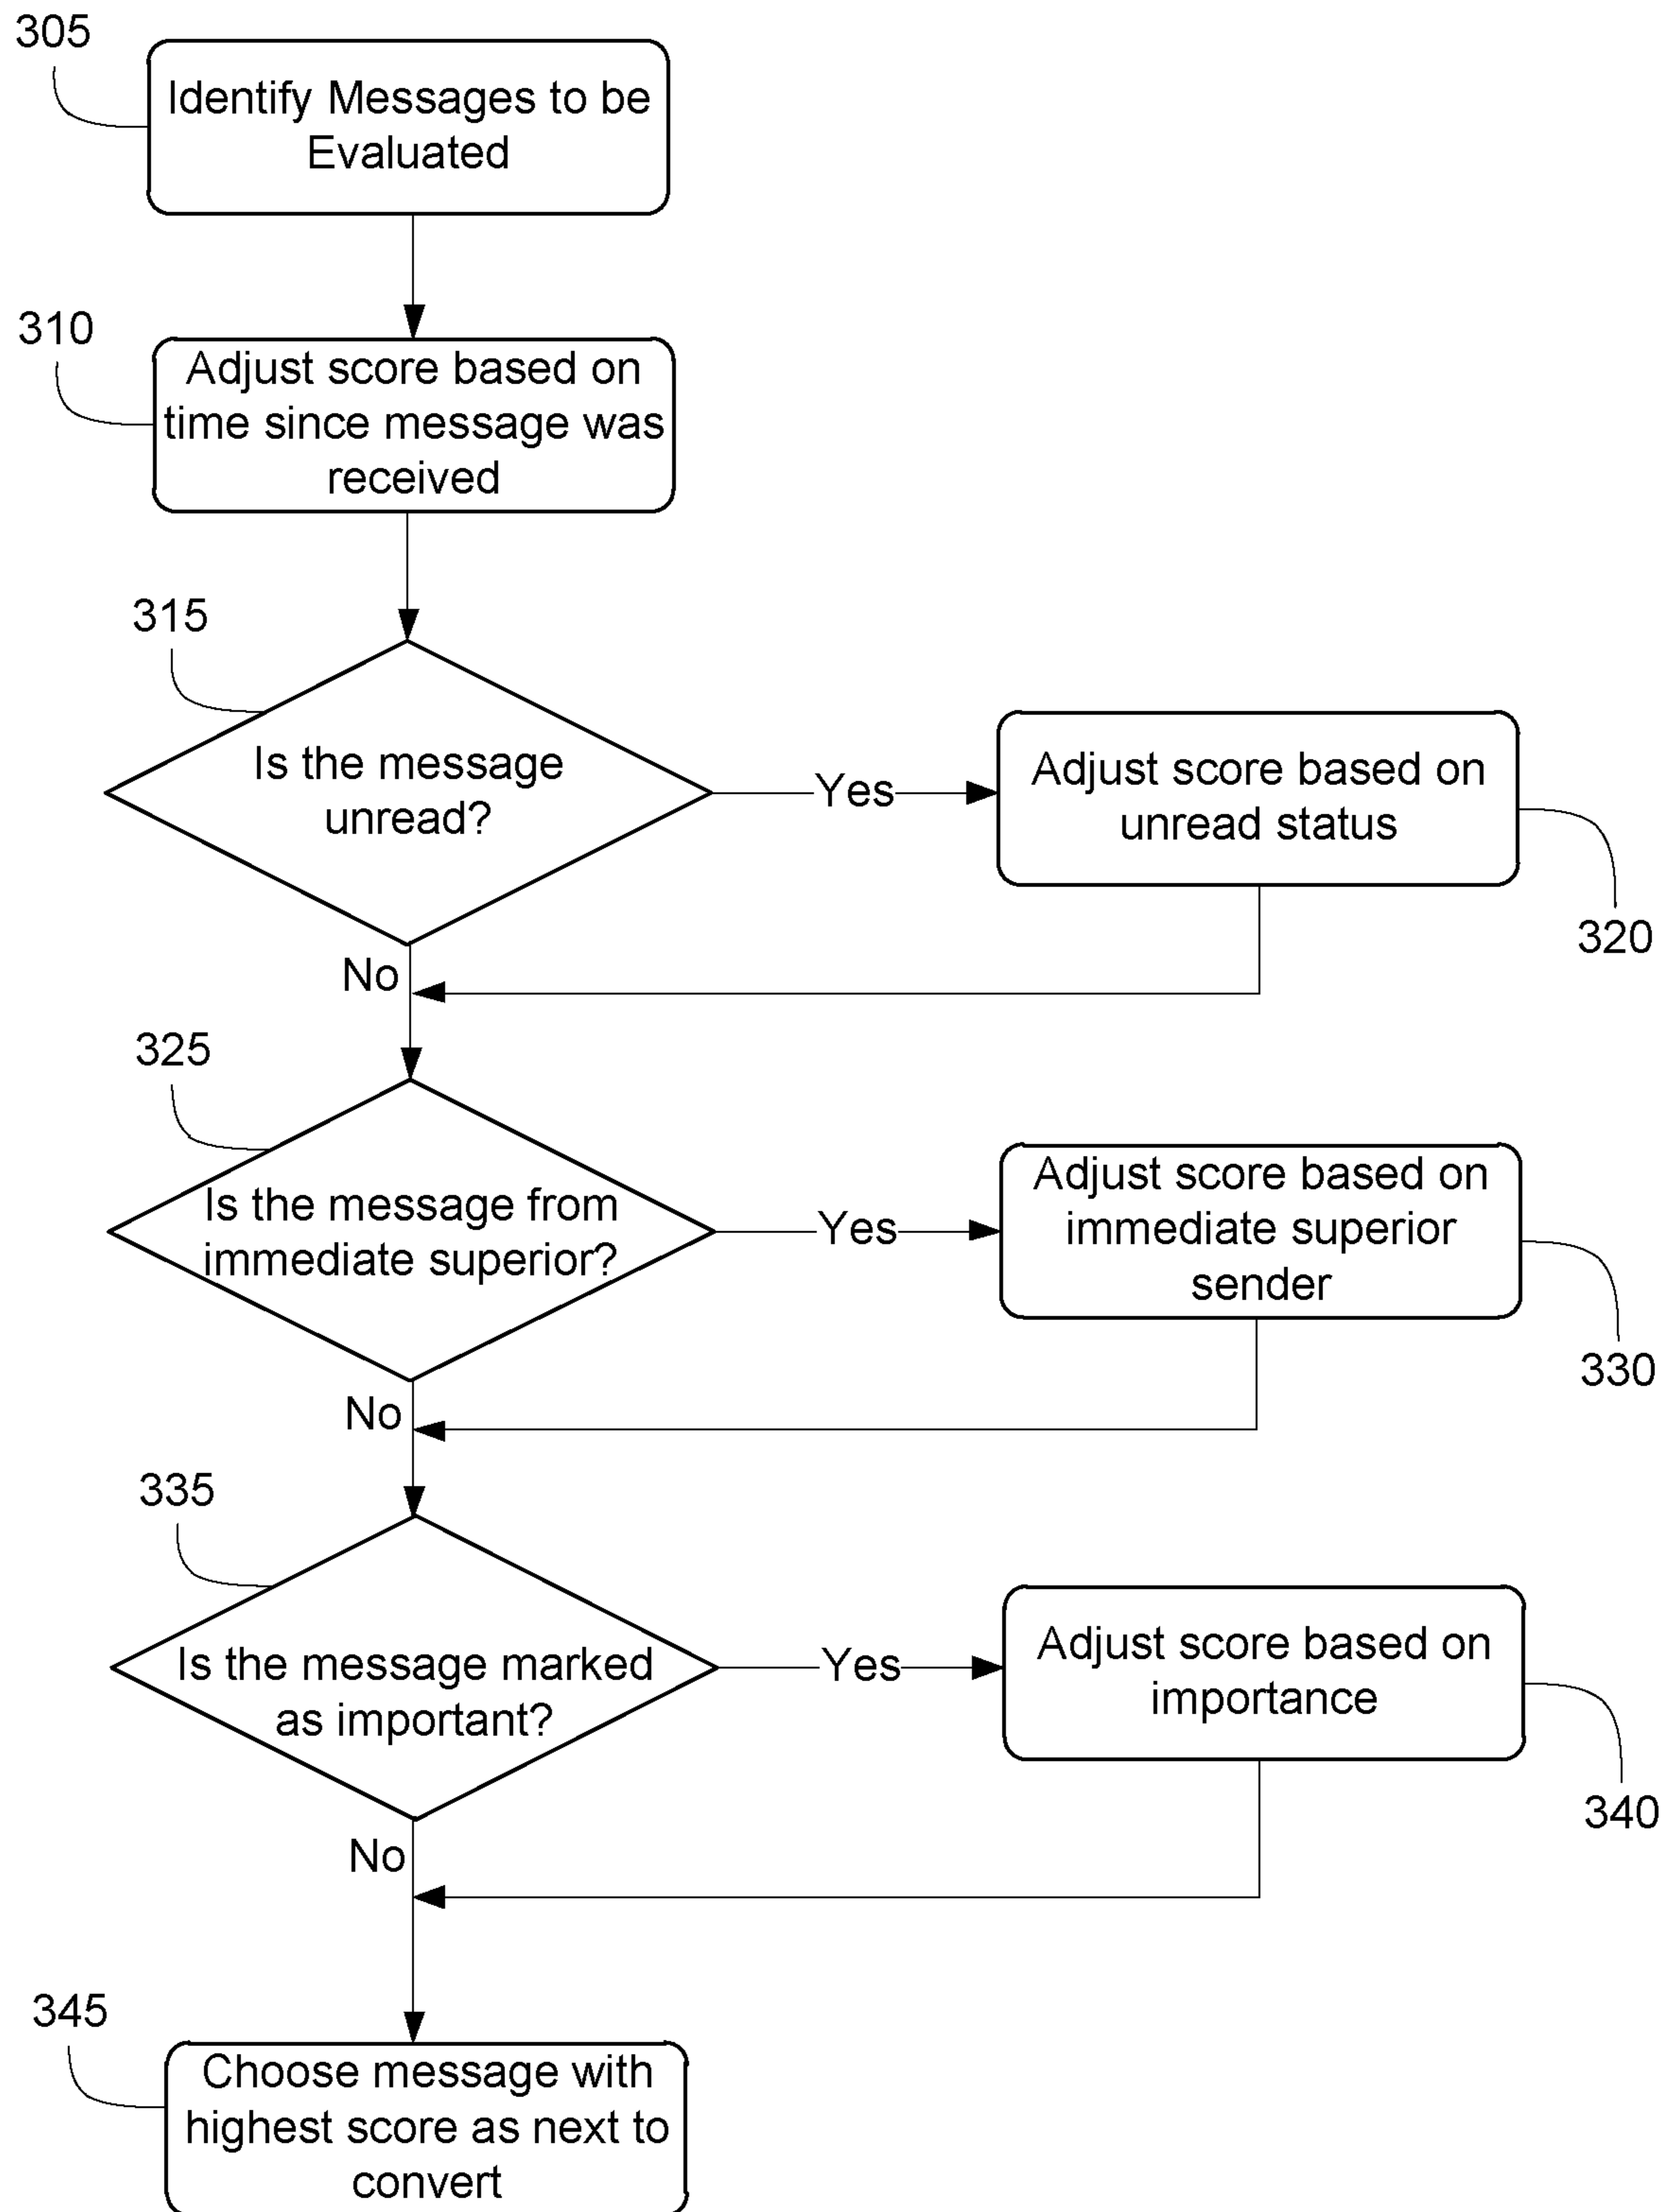 305
Identify Messages to be
Evaluated
310
Adjust score based on
time since message was
received
315
Is the message
unread?
Yes
Adjust score based on
unread status
320
No
325
Is the message from
immediate superior?
Yes
Adjust score based on
immediate superior
sender
330
No
335
Is the message marked
as important?
Yes
Adjust score based on
importance
340
No
345
Choose message with
highest score as next to
convert